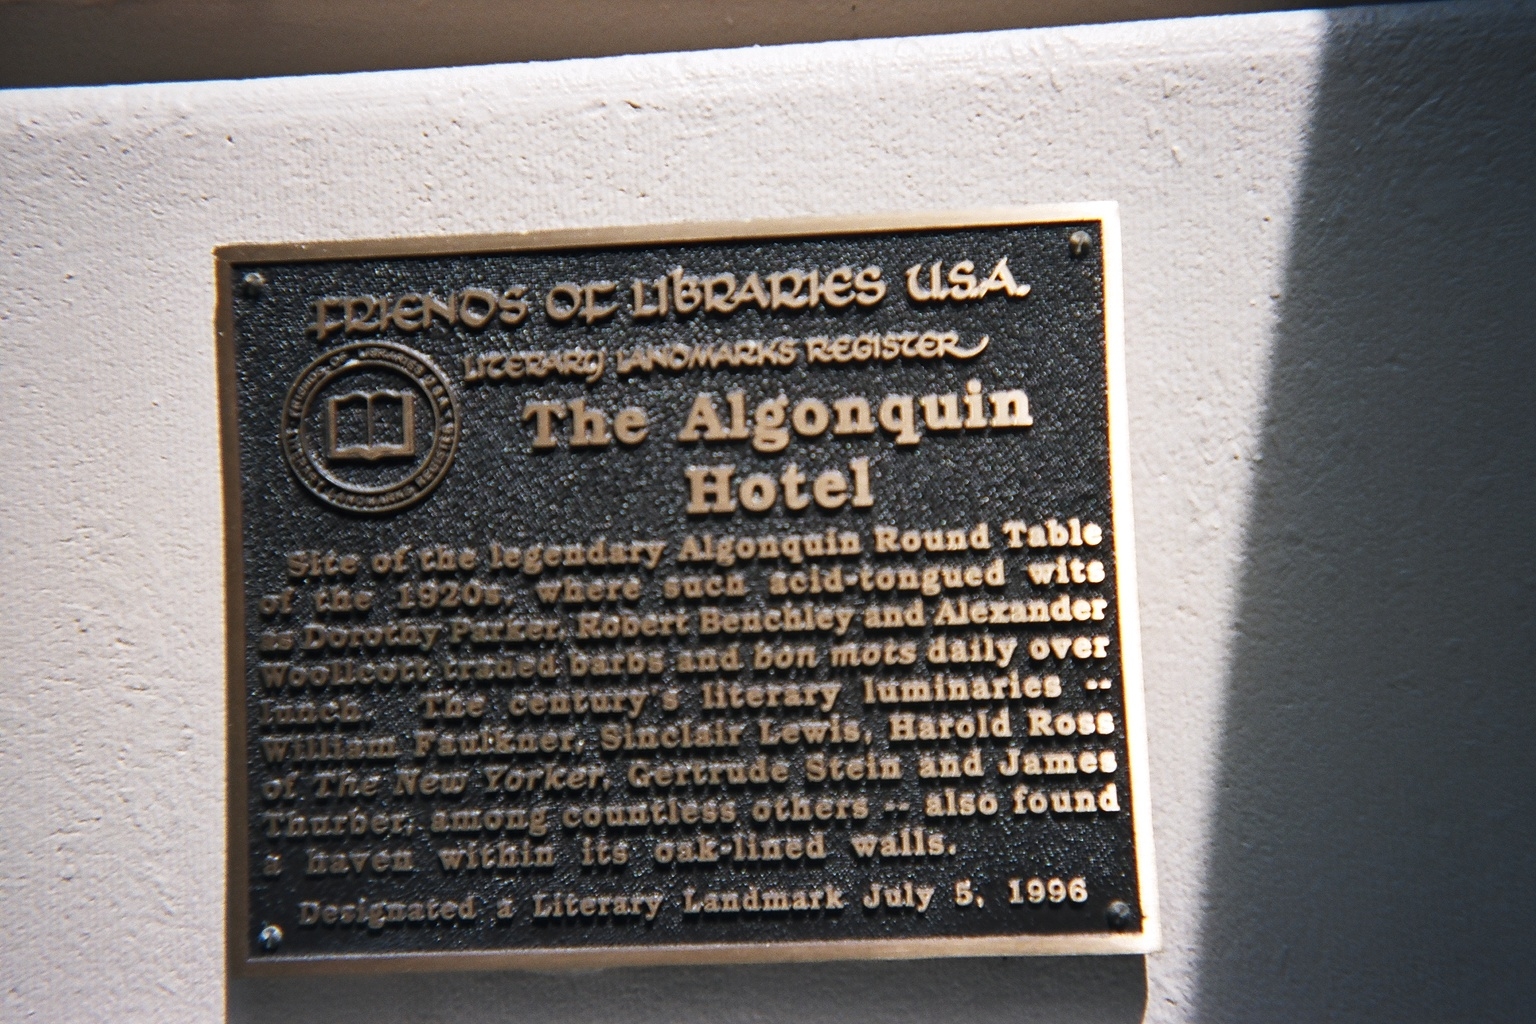 FRIENDS OF LIBRARIES U.S.A.
LITERARY LANDMARKS REGISTER
The Algonquin
Hotel
Site of the legendary Algonquin Round Table
of the 1920s, where such acid-tongued wits
as Dorothy Parker, Robert Benchley and Alexander
Woollcott traded barbs and bon mots daily over
lunch. The century's literary luminaries --
William Faulkner, Sinclair Lewis, Harold Ross
of The New Yorker, Gertrude Stein and James
Thurber, among countless others -- also found
a haven within its oak-lined walls.
Designated a Literary Landmark July 5, 1996